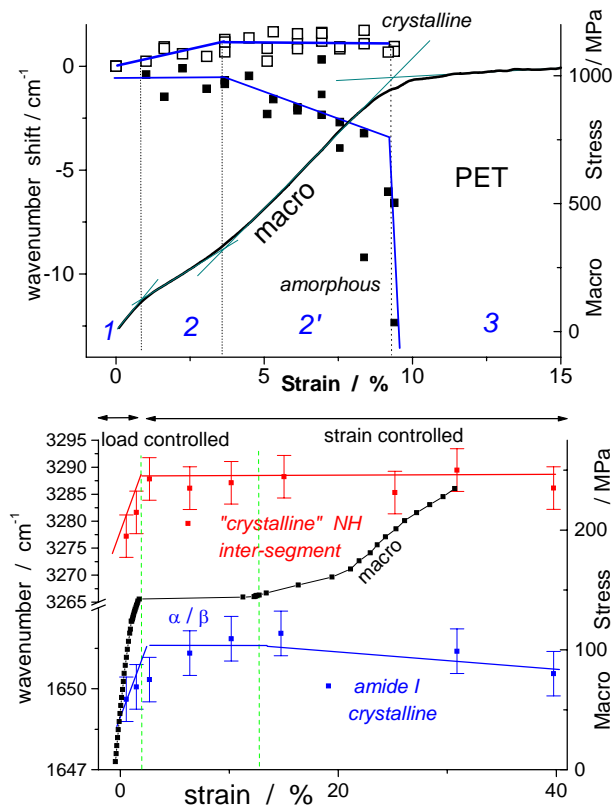 crystalline
0
-5
-10
wavenumber shift / cm⁻¹
1000
500
0
Macro Stress / MPa
macro
PET
amorphous
1 2 2' 3
0 5 10 15
Strain / %
load controlled strain controlled
3295
3290
3285
3280
3275
3270
3265
1650
1647
wavenumber / cm⁻¹
"crystalline" NH
inter-segment
macro
α / β
amide I
crystalline
200
100
0
Macro Stress / MPa
0 20 40
strain / %